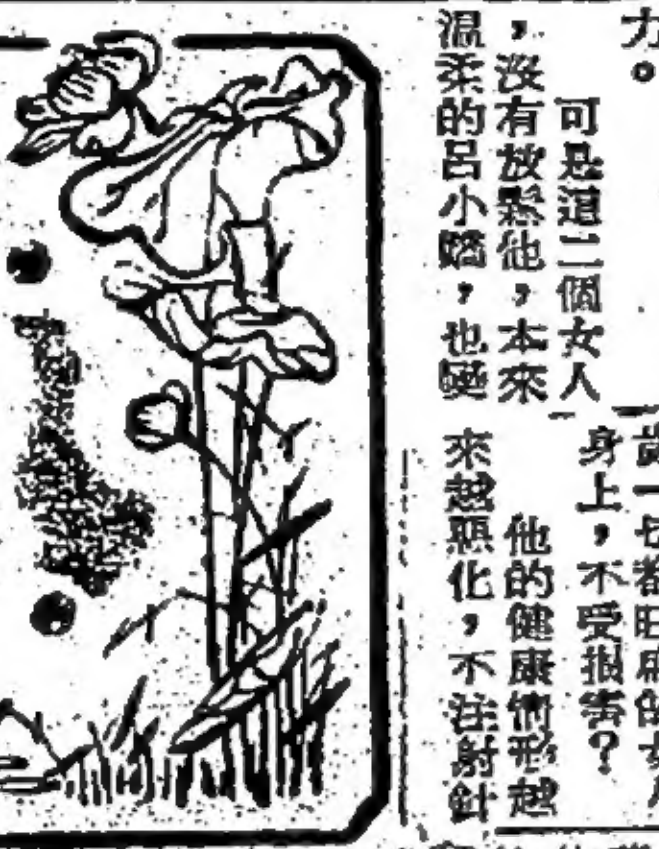 力。
可是這二個女人
，沒有放鬆他，本來
溫柔的呂小嬌，也變
身上，不受損害？
他的健康情形越
來越惡化，不注射針